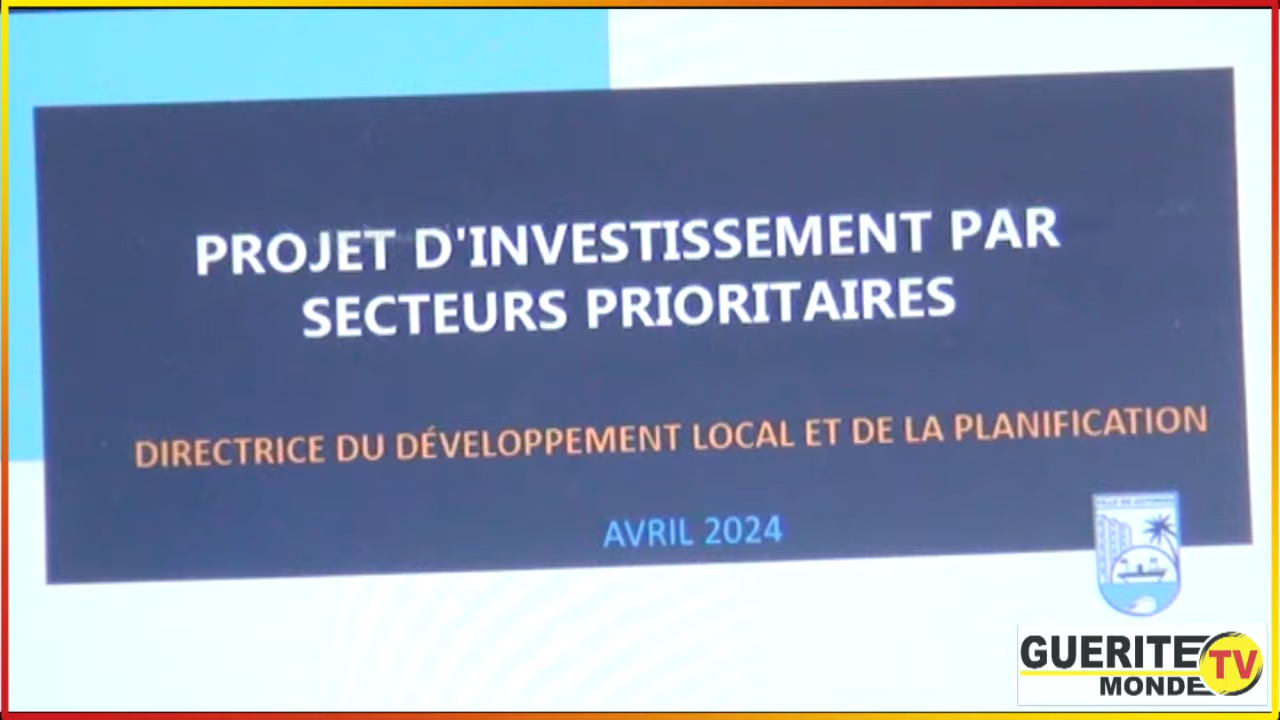 PROJET D'INVESTISSEMENT PAR
SECTEURS PRIORITAIRES
DIRECTRICE DU DÉVELOPPEMENT LOCAL ET DE LA PLANIFICATION
AVRIL 2024
GUERITE TV
MONDE